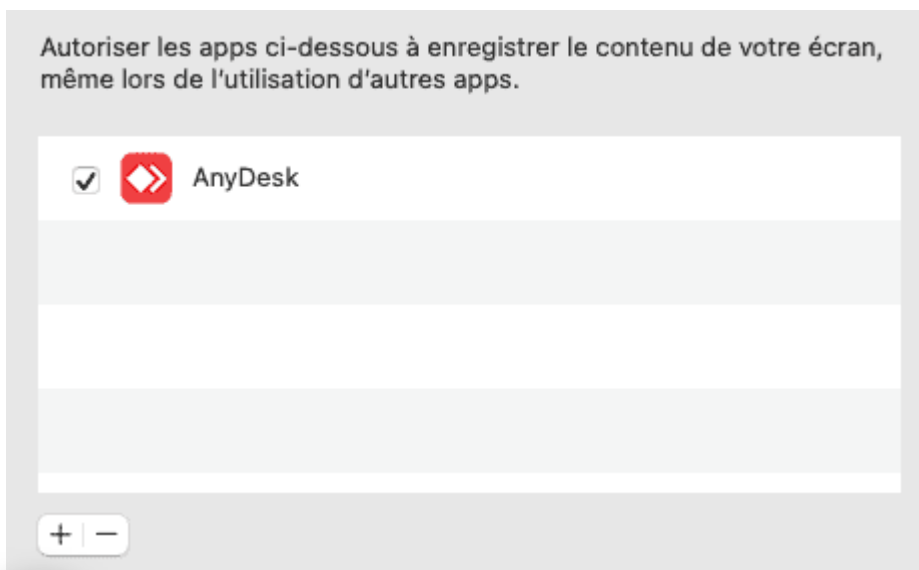 Autoriser les apps ci-dessous à enregistrer le contenu de votre écran,
même lors de l’utilisation d’autres apps.
AnyDesk